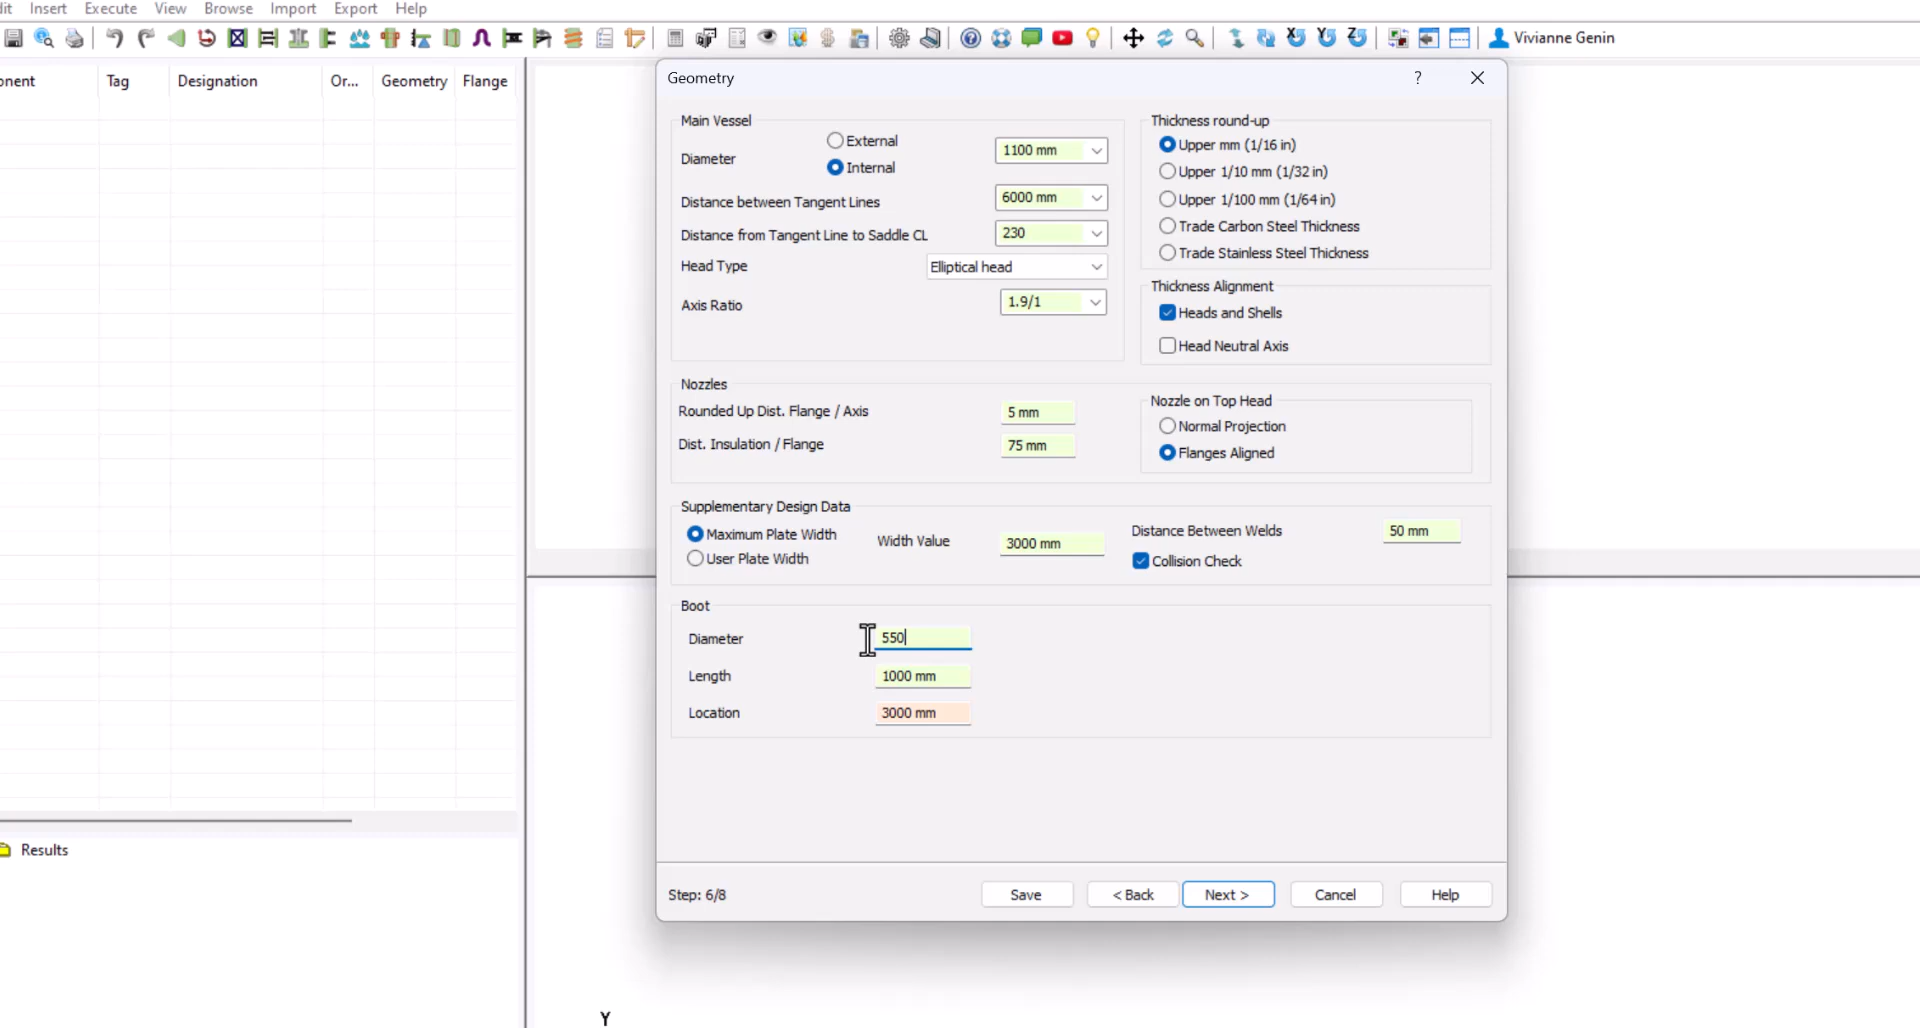 dit Insert Execute View Browse Import Export Help
Vivianne Genin
onent Tag Designation Or... Geometry Flange
Geometry ?
Main Vessel
Diameter
External
Internal
1100 mm
Distance between Tangent Lines 6000 mm
Distance from Tangent Line to Saddle CL 230
Head Type Elliptical head
Axis Ratio 1.9/1
Thickness round-up
Upper mm (1/16 in)
Upper 1/10 mm (1/32 in)
Upper 1/100 mm (1/64 in)
Trade Carbon Steel Thickness
Trade Stainless Steel Thickness
Thickness Alignment
Heads and Shells
Head Neutral Axis
Nozzles
Rounded Up Dist. Flange / Axis 5 mm
Dist. Insulation / Flange 75 mm
Nozzle on Top Head
Normal Projection
Flanges Aligned
Supplementary Design Data
Maximum Plate Width
User Plate Width
Width Value 3000 mm
Distance Between Welds 50 mm
Collision Check
Boot
Diameter 550
Length 1000 mm
Location 3000 mm
Results
Step: 6/8 Save < Back Next > Cancel Help
Y